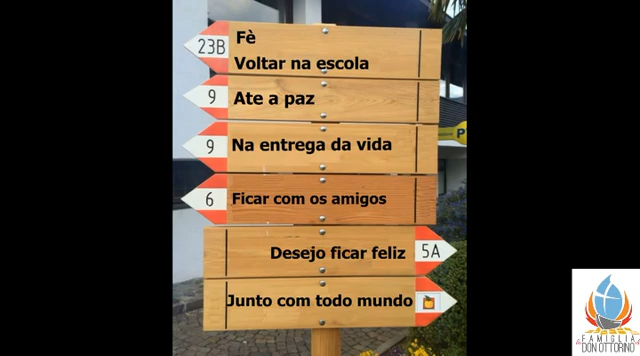 23B Fè
Voltar na escola
9 Ate a paz
9 Na entrega da vida
6 Ficar com os amigos
Desejo ficar feliz 5A
Junto com todo mundo
P
FAMIGLIA
DON OTTORINO